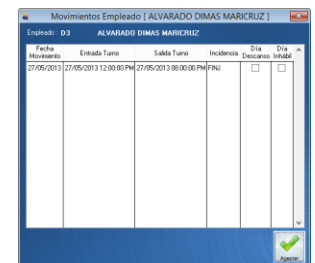 Movimientos Empleado [ ALVARADO DIMAS MARICRUZ ]
Empleado: D3 ALVARADO DIMAS MARICRUZ
Fecha Movimiento Entrada Turno Salida Turno Incidencia Día Descanso Día Inhábil
27/05/2013 27/05/2013 12:00:00 PM 27/05/2013 08:00:00 PM FINJ
Aceptar